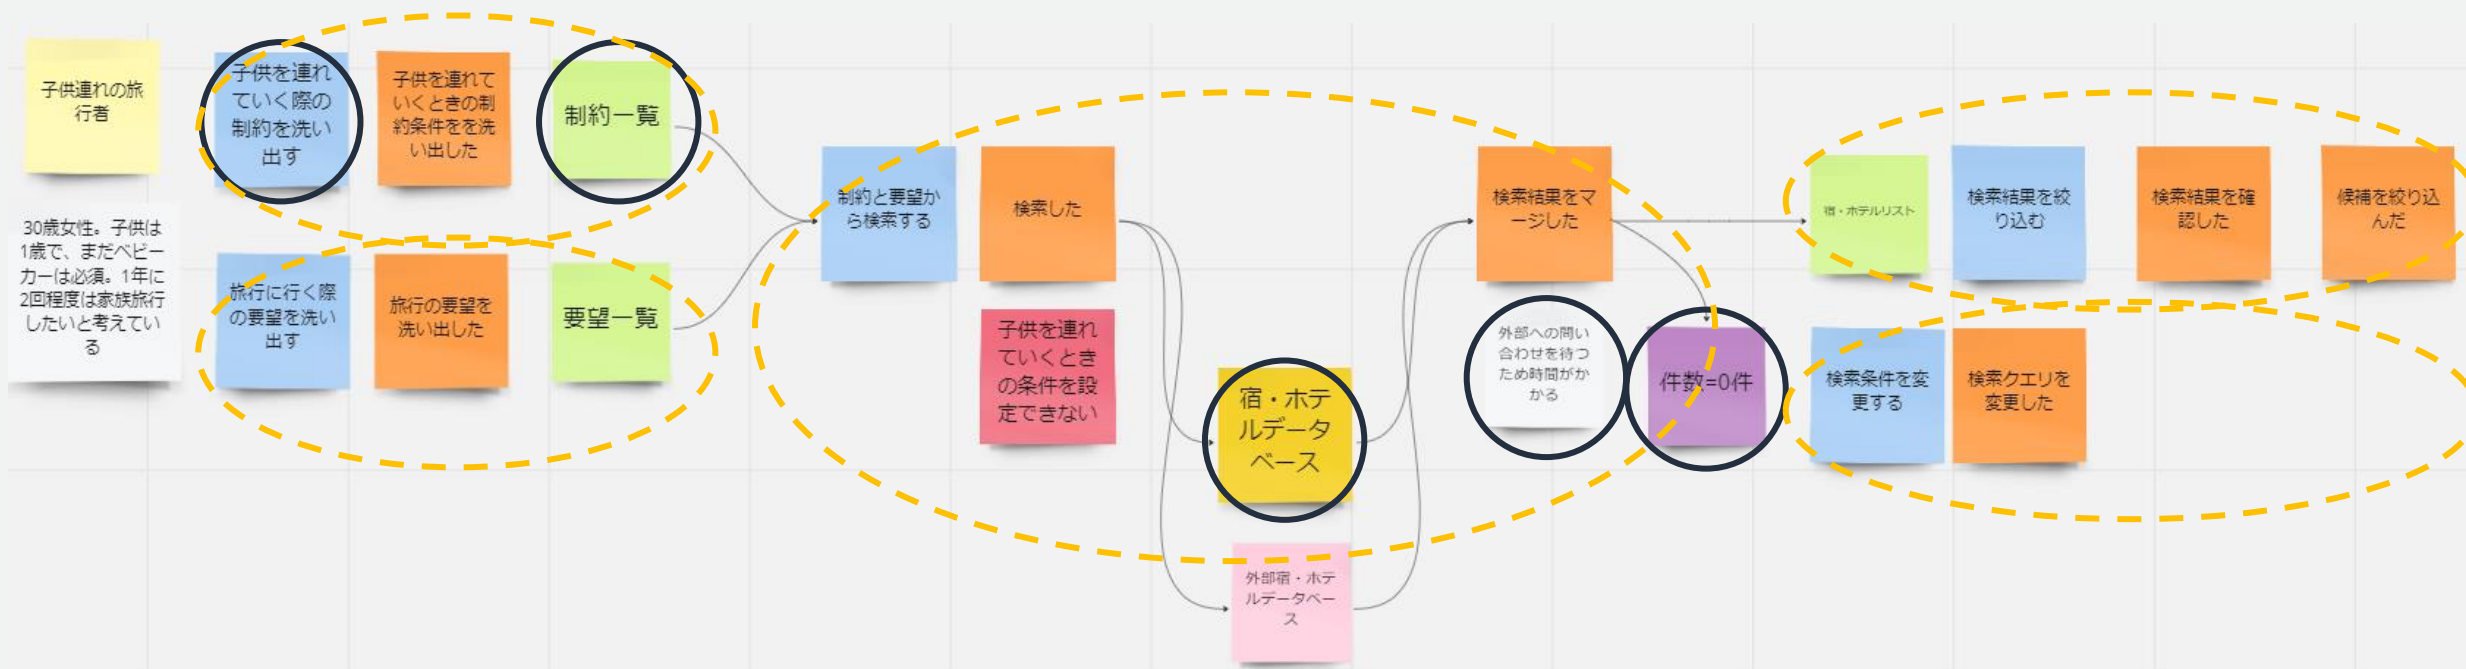 子供連れの旅
行者
30歳女性。子供は
1歳で、まだベビー
カーは必須。1年に
2回程度は家族旅行
したいと考えてい
る
子供を連れ
ていく際の
制約を洗い
出す
子供を連れて
いくときの制
約条件をを洗
い出した
制約一覧
旅行に行く際
の要望を洗い
出す
旅行の要望を
洗い出した
要望一覧
制約と要望か
ら検索する
検索した
子供を連れ
ていくとき
の条件を設
定できない
宿・ホテ
ルデータ
ベース
外部宿・ホテ
ルデータベー
ス
検索結果をマ
ージした
外部への問い
合わせを待つ
ため時間がか
かる
件数=0件
宿・ホテルリスト
検索結果を絞
り込む
検索結果を確
認した
候補を絞り込
んだ
検索条件を変
更する
検索クエリを
変更した